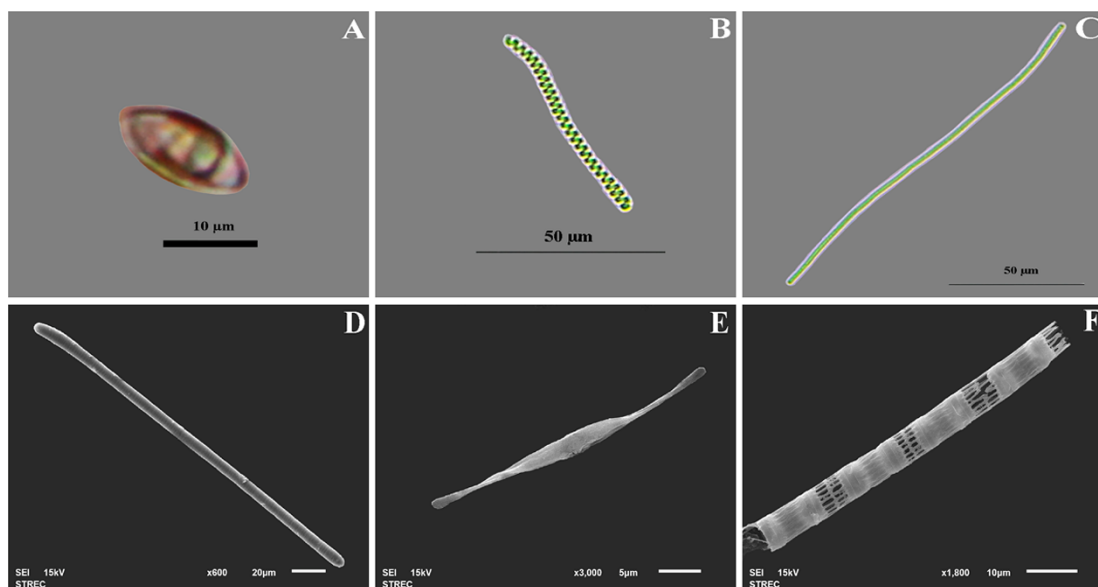 A
10 µm
B
50 µm
C
50 µm
D
SEI 15kV x600 20µm
STREC
E
SEI 15kV x3,000 5µm
STREC
F
SEI 15kV x1,800 10µm
STREC